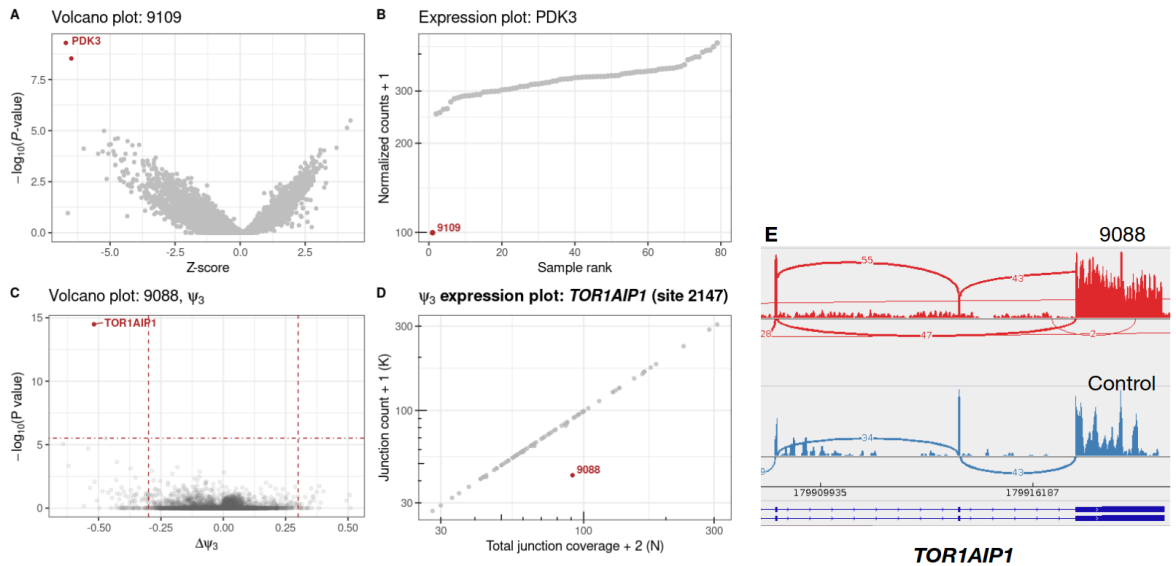 A Volcano plot: 9109
PDK3
7.5
5.0
2.5
0.0
-5.0 -2.5 0.0 2.5
−log10(P-value)
Z-score
B Expression plot: PDK3
300
200
100
9109
0 20 40 60 80
Normalized counts + 1
Sample rank
C Volcano plot: 9088, ψ3
TOR1AIP1
15
10
5
0
-0.50 -0.25 0.00 0.25 0.50
−log10(P value)
Δψ3
D ψ3 expression plot: TOR1AIP1 (site 2147)
300
100
30
9088
30 100 300
Junction count + 1 (K)
Total junction coverage + 2 (N)
E 9088
55
43
28
47
2
Control
34
9
43
179909935 179916187
TOR1AIP1